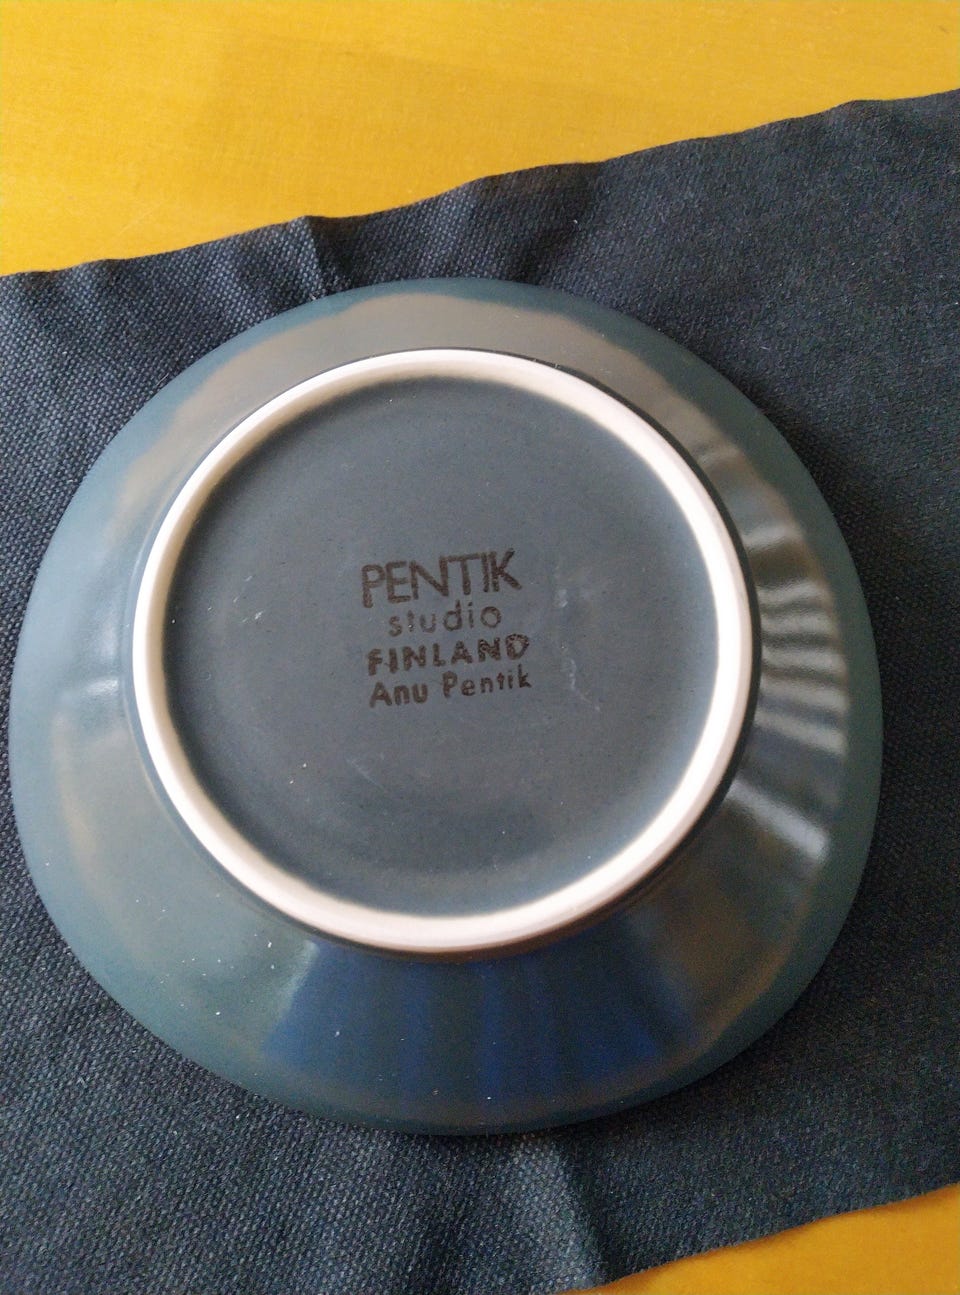 PENTIK
studio
FINLAND
Anu Pentik